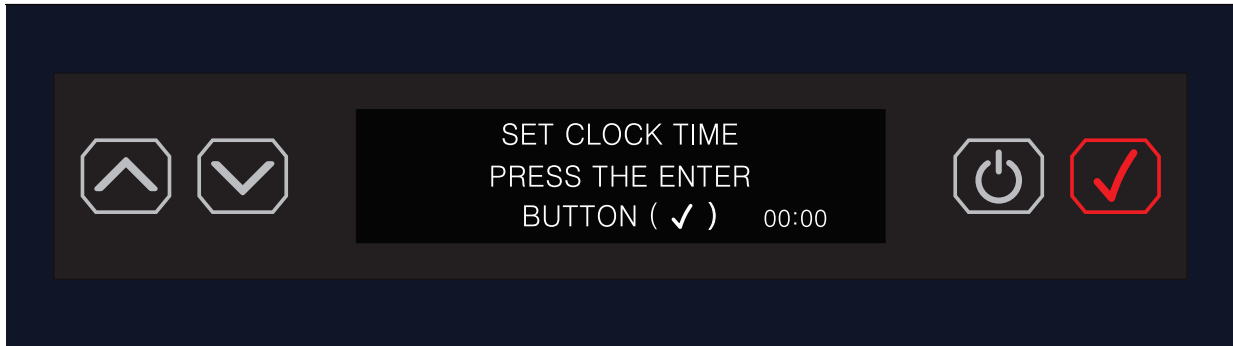 SET CLOCK TIME
PRESS THE ENTER
BUTTON ( ✓ ) 00:00